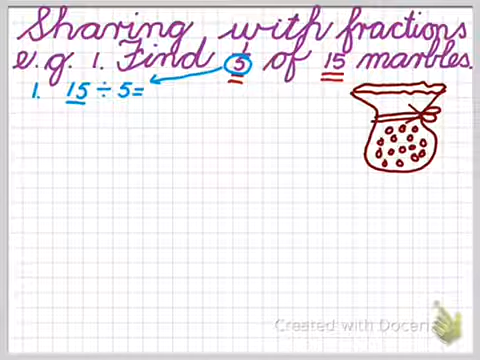 Sharing with fractions
e.g. 1. Find 1/5 of 15 marbles.
1. 15 ÷ 5 =
Created with Doceri